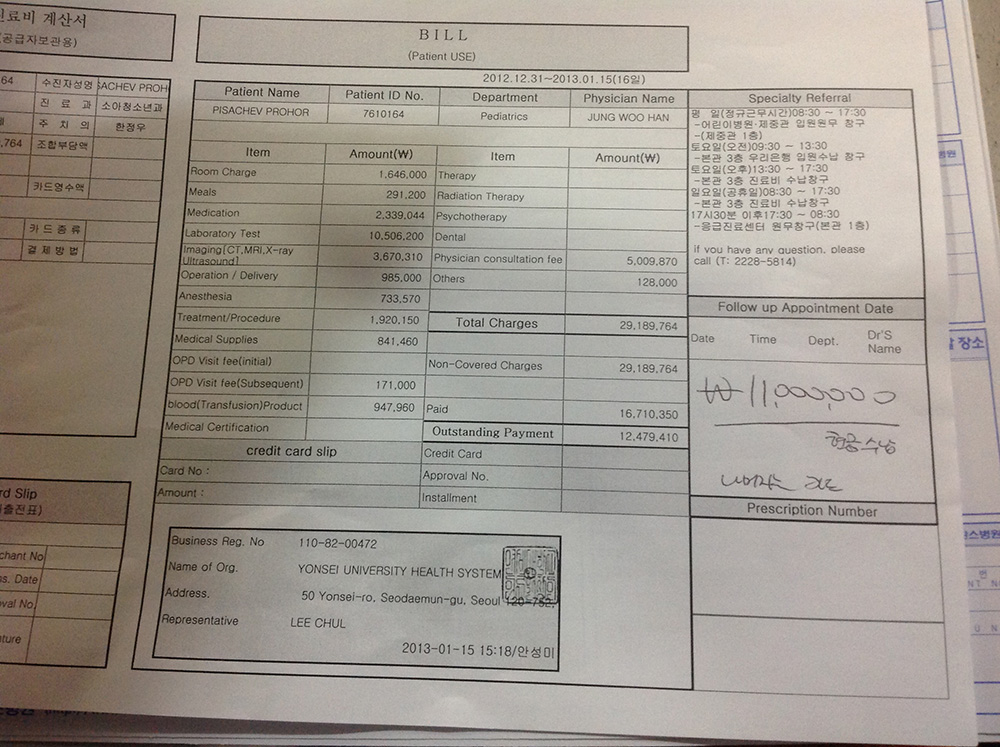 진료비 계산서
(공급자보관용)
64 수진자성명 SACHEV PROH
진 료 과 소아청소년과
주 치 의 한정우
,764 조합부담액
카드영수액
카드종류
결제방법
rd Slip
출전표)
chant No
ss. Date
val No.
ture
BILL
(Patient USE)
2012.12.31~2013.01.15(16일)
Patient Name Patient ID No. Department Physician Name
PISACHEV PROHOR 7610164 Pediatrics JUNG WOO HAN
Item Amount(₩) Item Amount(₩)
Room Charge 1,646,000 Therapy
Meals 291,200 Radiation Therapy
Medication 2,339,044 Psychotherapy
Laboratory Test 10,506,200 Dental
Imaging[CT,MRI,X-ray
Ultrasound] 3,670,310 Physician consultation fee 5,009,870
Operation / Delivery 985,000 Others 128,000
Anesthesia 733,570
Treatment/Procedure 1,920,150 Total Charges 29,189,764
Medical Supplies 841,460
OPD Visit fee(initial) Non-Covered Charges 29,189,764
OPD Visit fee(Subsequent) 171,000
blood(Transfusion)Product 947,960 Paid 16,710,350
Medical Certification Outstanding Payment 12,479,410
credit card slip Credit Card
Card No : Approval No.
Amount : Installment
Business Reg. No 110-82-00472
Name of Org. YONSEI UNIVERSITY HEALTH SYSTEM
Address. 50 Yonsei-ro, Seodaemun-gu, Seoul 120-752,
Representative LEE CHUL
2013-01-15 15:18/안성미
Specialty Referral
평 일(정규근무시간)08:30 ~ 17:30
-어린이병원·제중관 입원원무 창구
-(제중관 1층)
토요일(오전)09:30 ~ 13:30
-본관 3층 우리은행 입원수납 창구
토요일(오후)13:30 ~ 17:30
-본관 3층 진료비 수납창구
일요일(공휴일)08:30 ~ 17:30
-본관 3층 진료비 수납창구
17시30분 이후17:30 ~ 08:30
-응급진료센터 원무창구(본관 1층)
if you have any question. please
call (T: 2228-5814)
Follow up Appointment Date
Date Time Dept. Dr'S
Name
₩ 11,000,000
현금수납
나머지는 카드
Prescription Number
장소
병원